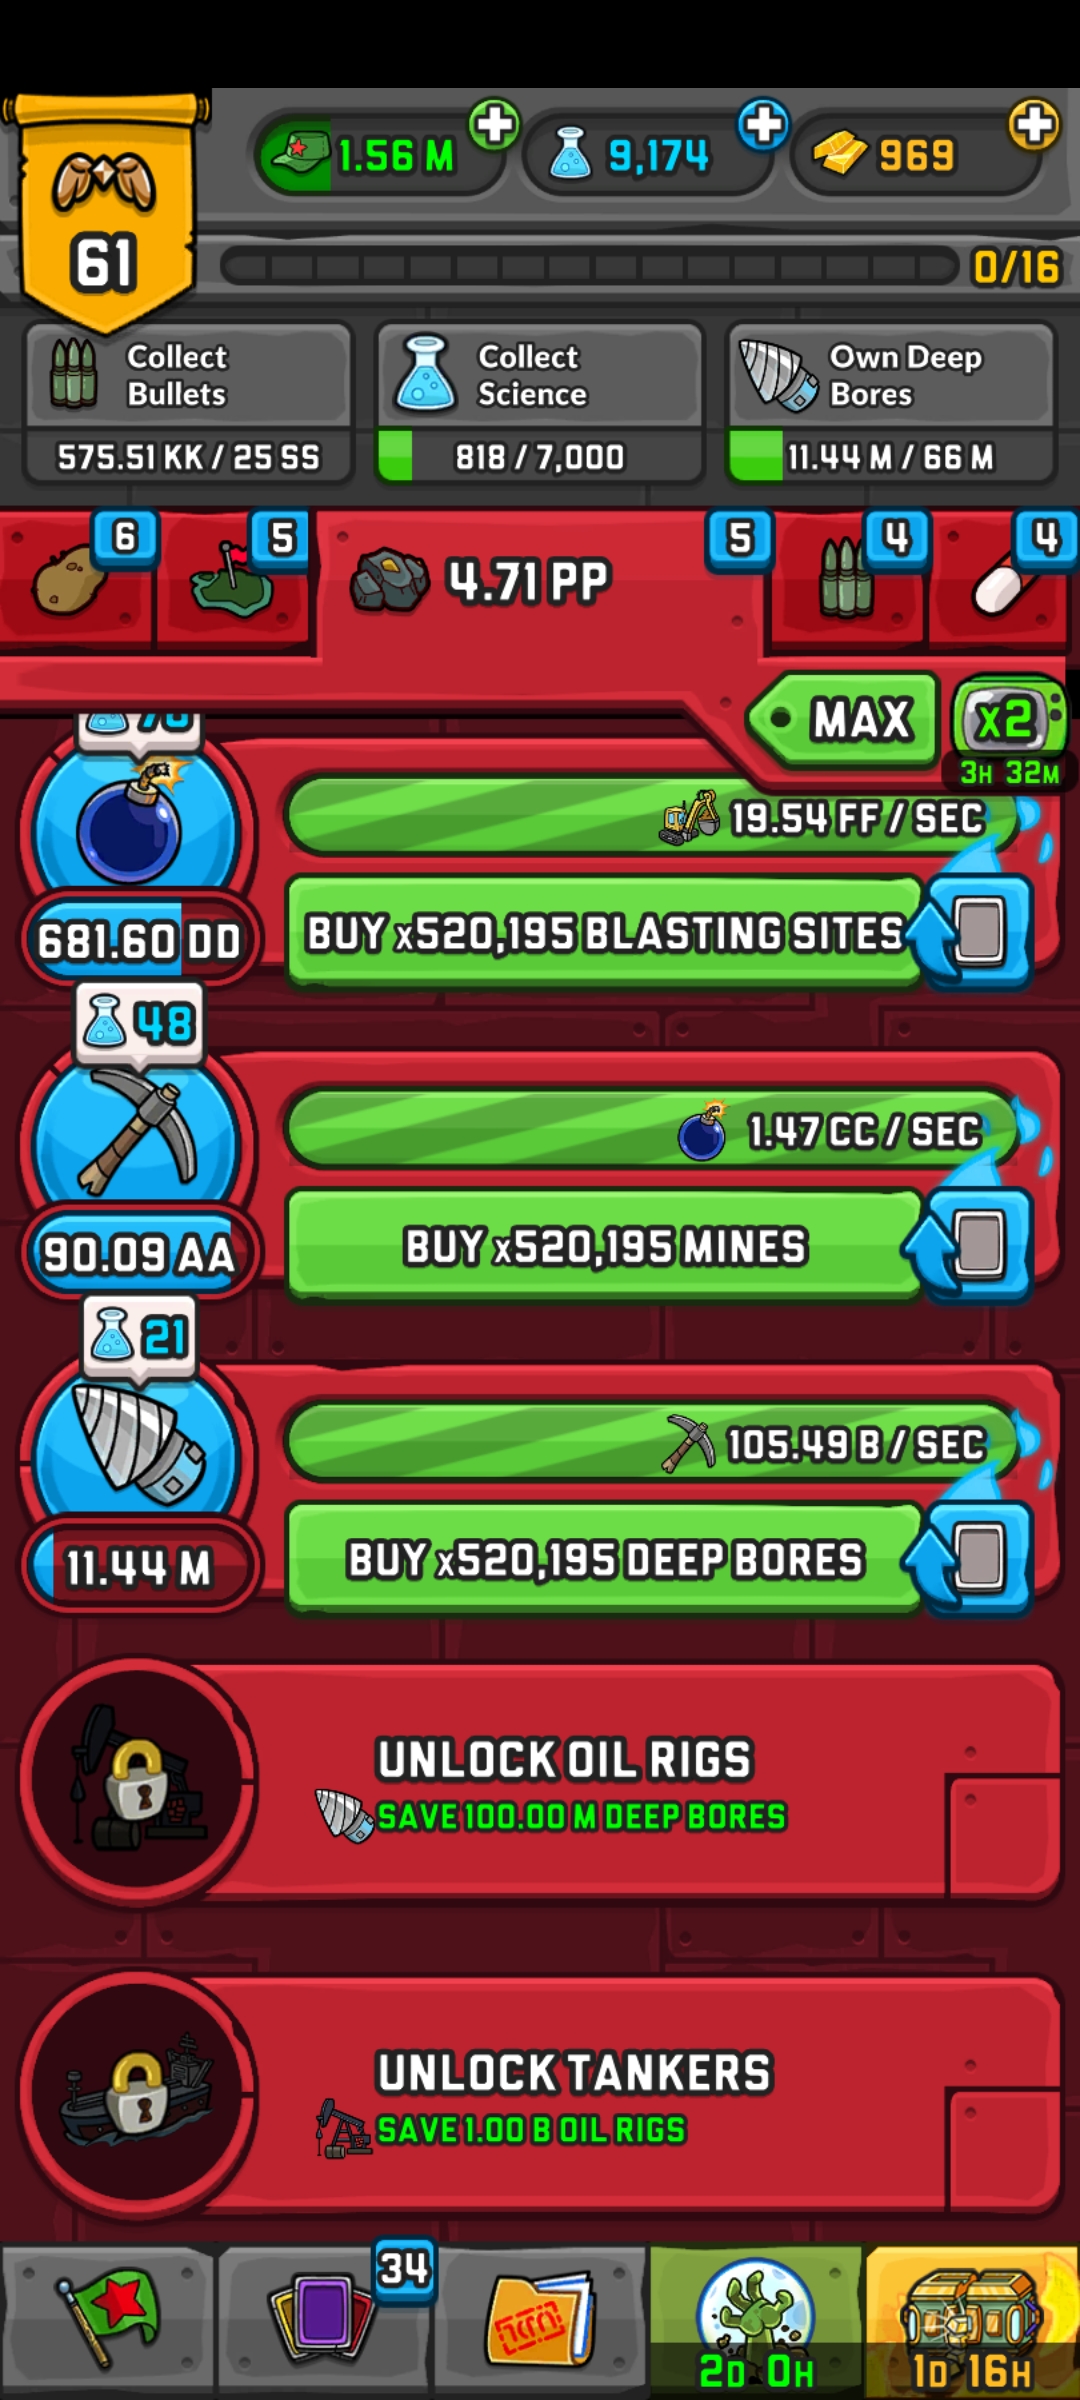 1.56 M
9,174
969
61
0/16
Collect
Bullets
Collect
Science
Own Deep
Bores
575.51 KK / 25 SS
818 / 7,000
11.44 M / 66 M
6
5
4.71 PP
5
4
4
MAX
x2
3H 32M
19.54 FF / SEC
681.60 DD
BUY x520,195 BLASTING SITES
48
1.47 CC / SEC
90.09 AA
BUY x520,195 MINES
21
105.49 B / SEC
11.44 M
BUY x520,195 DEEP BORES
UNLOCK OIL RIGS
SAVE 100.00 M DEEP BORES
UNLOCK TANKERS
SAVE 1.00 B OIL RIGS
34
2D 0H
1D 16H